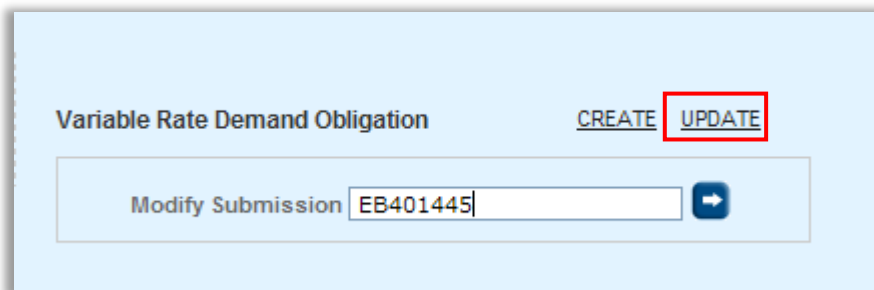 Variable Rate Demand Obligation CREATE UPDATE
Modify Submission EB401445